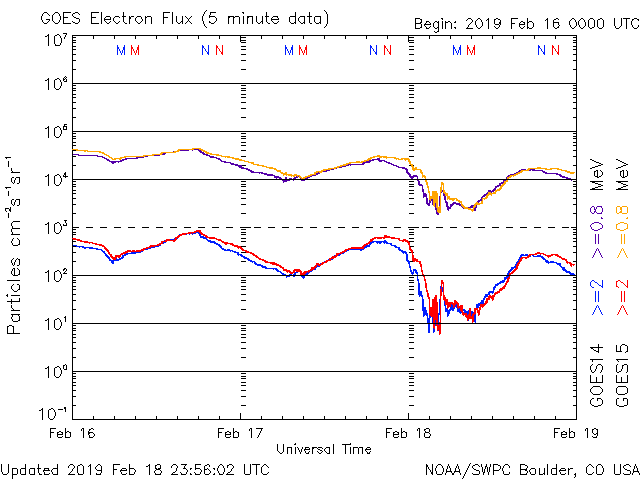 GOES Electron Flux (5 minute data)
Begin: 2019 Feb 16 0000 UTC
M M N N M M N N M M N N
10⁷
10⁶
10⁵
10⁴
10³
10²
10¹
10⁰
10⁻¹
Particles cm⁻²s⁻¹sr⁻¹
Feb 16 Feb 17 Feb 18 Feb 19
Universal Time
GOES14 >=2 >=0.8 MeV
GOES15 >=2 >=0.8 MeV
Updated 2019 Feb 18 23:56:02 UTC
NOAA/SWPC Boulder, CO USA